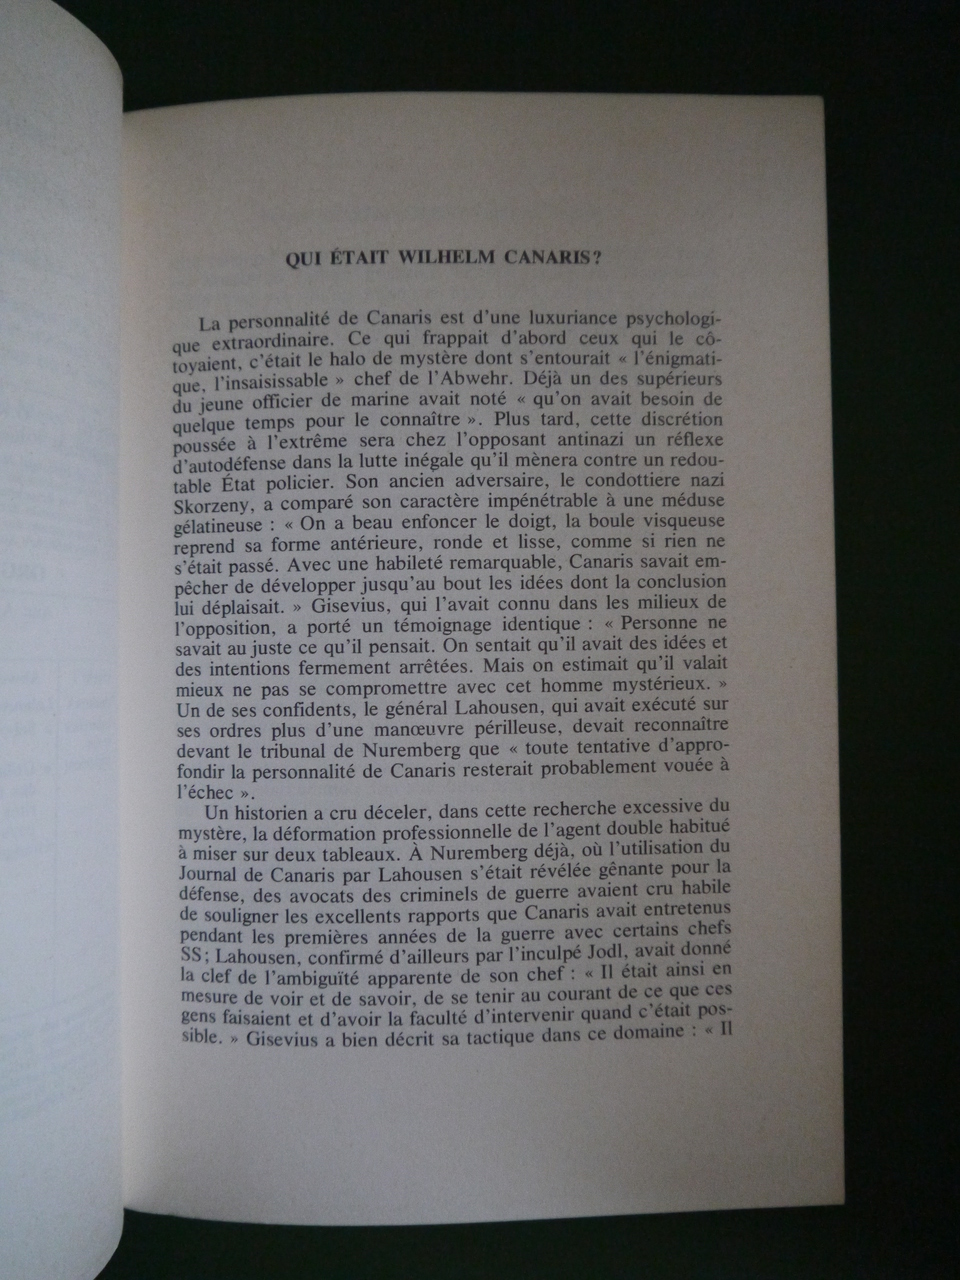 QUI ÉTAIT WILHELM CANARIS?
La personnalité de Canaris est d'une luxuriance psychologi-
que extraordinaire. Ce qui frappait d'abord ceux qui le cô-
toyaient, c'était le halo de mystère dont s'entourait « l'énigmati-
que, l'insaisissable » chef de l'Abwehr. Déjà un des supérieurs
du jeune officier de marine avait noté « qu'on avait besoin de
quelque temps pour le connaître ». Plus tard, cette discrétion
poussée à l'extrême sera chez l'opposant antinazi un réflexe
d'autodéfense dans la lutte inégale qu'il mènera contre un redou-
table État policier. Son ancien adversaire, le condottiere nazi
Skorzeny, a comparé son caractère impénétrable à une méduse
gélatineuse : « On a beau enfoncer le doigt, la boule visqueuse
reprend sa forme antérieure, ronde et lisse, comme si rien ne
s'était passé. Avec une habileté remarquable, Canaris savait em-
pêcher de développer jusqu'au bout les idées dont la conclusion
lui déplaisait. » Gisevius, qui l'avait connu dans les milieux de
l'opposition, a porté un témoignage identique : « Personne ne
savait au juste ce qu'il pensait. On sentait qu'il avait des idées et
des intentions fermement arrêtées. Mais on estimait qu'il valait
mieux ne pas se compromettre avec cet homme mystérieux. »
Un de ses confidents, le général Lahousen, qui avait exécuté sur
ses ordres plus d'une manœuvre périlleuse, devait reconnaître
devant le tribunal de Nuremberg que « toute tentative d'appro-
fondir la personnalité de Canaris resterait probablement vouée à
l'échec ».
Un historien a cru déceler, dans cette recherche excessive du
mystère, la déformation professionnelle de l'agent double habitué
à miser sur deux tableaux. À Nuremberg déjà, où l'utilisation du
Journal de Canaris par Lahousen s'était révélée gênante pour la
défense, des avocats des criminels de guerre avaient cru habile
de souligner les excellents rapports que Canaris avait entretenus
pendant les premières années de la guerre avec certains chefs
SS; Lahousen, confirmé d'ailleurs par l'inculpé Jodl, avait donné
la clef de l'ambiguïté apparente de son chef : « Il était ainsi en
mesure de voir et de savoir, de se tenir au courant de ce que ces
gens faisaient et d'avoir la faculté d'intervenir quand c'était pos-
sible. » Gisevius a bien décrit sa tactique dans ce domaine : « Il